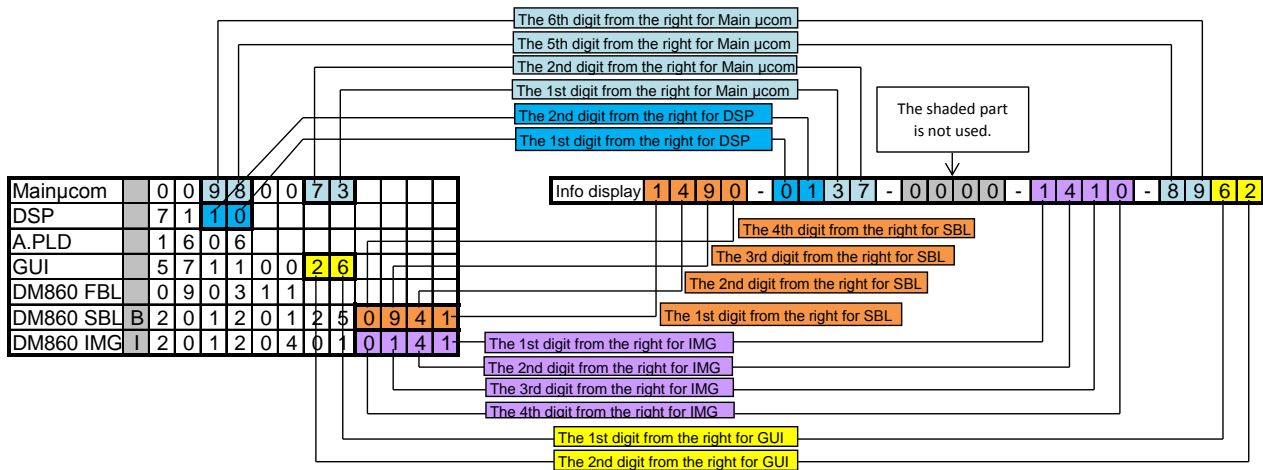 The 6th digit from the right for Main µcom
The 5th digit from the right for Main µcom
The 2nd digit from the right for Main µcom
The 1st digit from the right for Main µcom
The 2nd digit from the right for DSP
The 1st digit from the right for DSP
The shaded part
is not used.
Mainµcom 0 0 9 8 0 0 7 3
Info display 1 4 9 0 - 0 1 3 7 - 0 0 0 0 - 1 4 1 0 - 8 9 6 2
DSP 7 1 1 0
A.PLD 1 6 0 6
GUI 5 7 1 1 0 0 2 6
DM860 FBL 0 9 0 3 1 1
DM860 SBL B 2 0 1 2 0 1 2 5 0 9 4 1
DM860 IMG I 2 0 1 2 0 4 0 1 0 1 4 1
The 4th digit from the right for SBL
The 3rd digit from the right for SBL
The 2nd digit from the right for SBL
The 1st digit from the right for SBL
The 1st digit from the right for IMG
The 2nd digit from the right for IMG
The 3rd digit from the right for IMG
The 4th digit from the right for IMG
The 1st digit from the right for GUI
The 2nd digit from the right for GUI